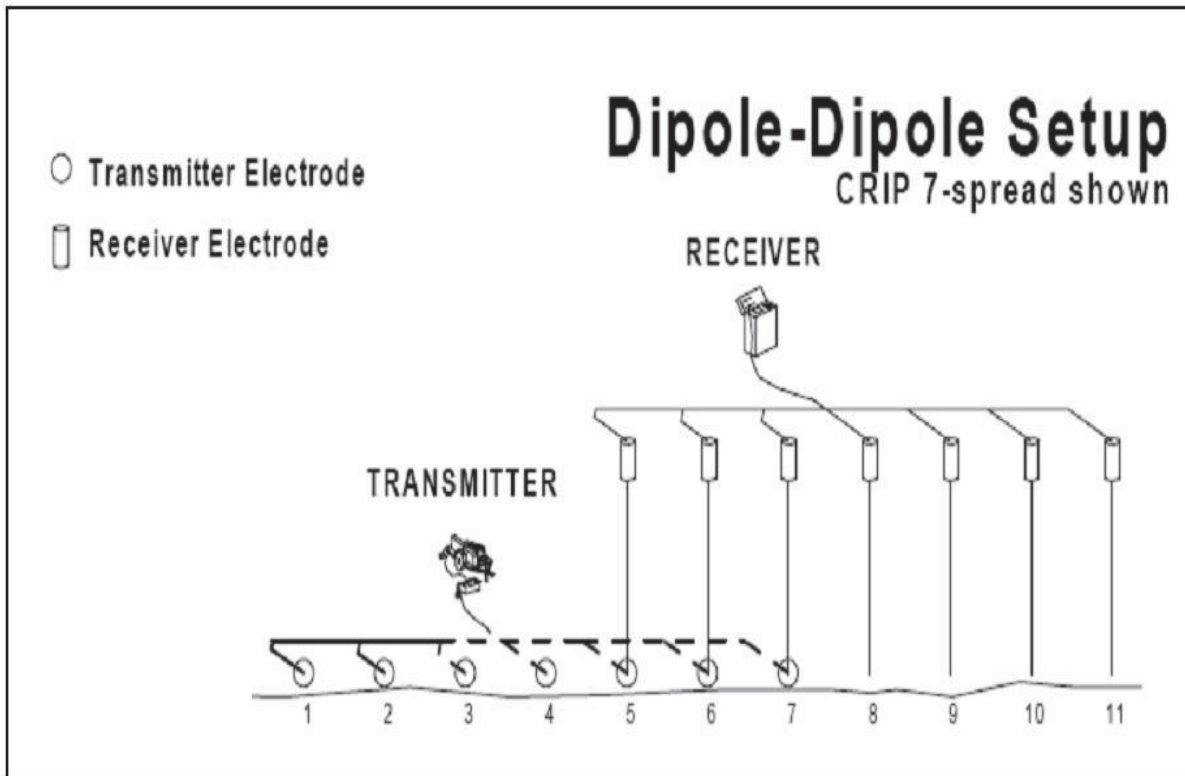 Dipole-Dipole Setup
CRIP 7-spread shown
Transmitter Electrode
Receiver Electrode
RECEIVER
TRANSMITTER
1 2 3 4 5 6 7 8 9 10 11